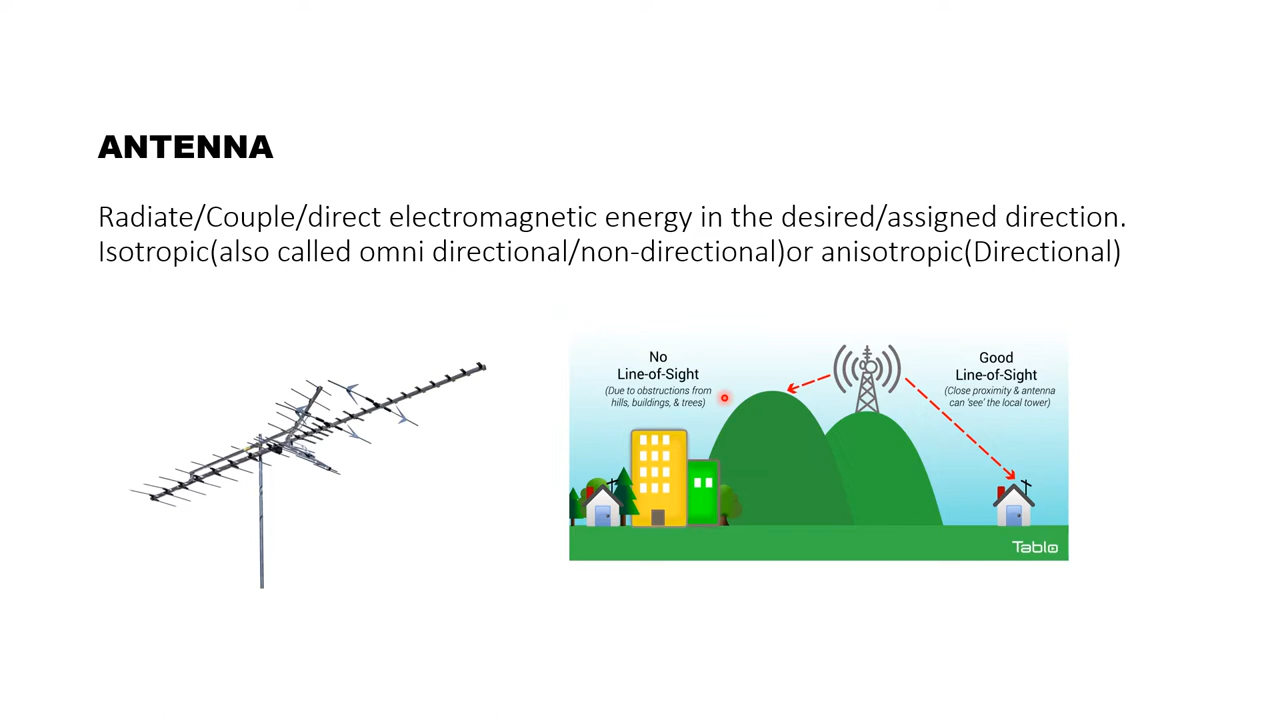 ANTENNA
Radiate/Couple/direct electromagnetic energy in the desired/assigned direction.
Isotropic(also called omni directional/non-directional)or anisotropic(Directional)
No
Line-of-Sight
(Due to obstructions from
hills, buildings, & trees)
Good
Line-of-Sight
(Close proximity & antenna
can 'see' the local tower)
Tablo